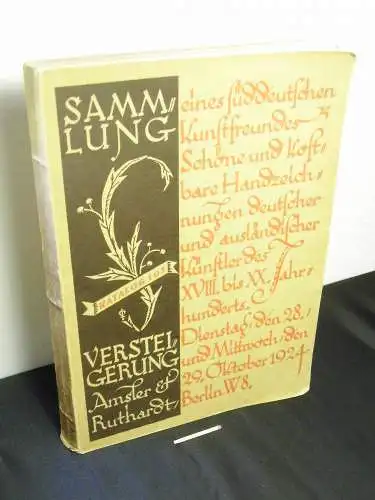 SAMM⸗
LUNG
KATALOG 105
VERSTEI⸗
GERUNG
Amsler &
Ruthardt,
eines süddeutschen
Kunstfreundes
Schöne und kost⸗
bare Handzeich⸗
nungen deutscher
und ausländischer
Künstler des
XVIII. bis XX. Jahr⸗
hunderts.
Dienstag, den 28.,
und Mittwoch, den
29. Oktober 1924
Berlin W8.